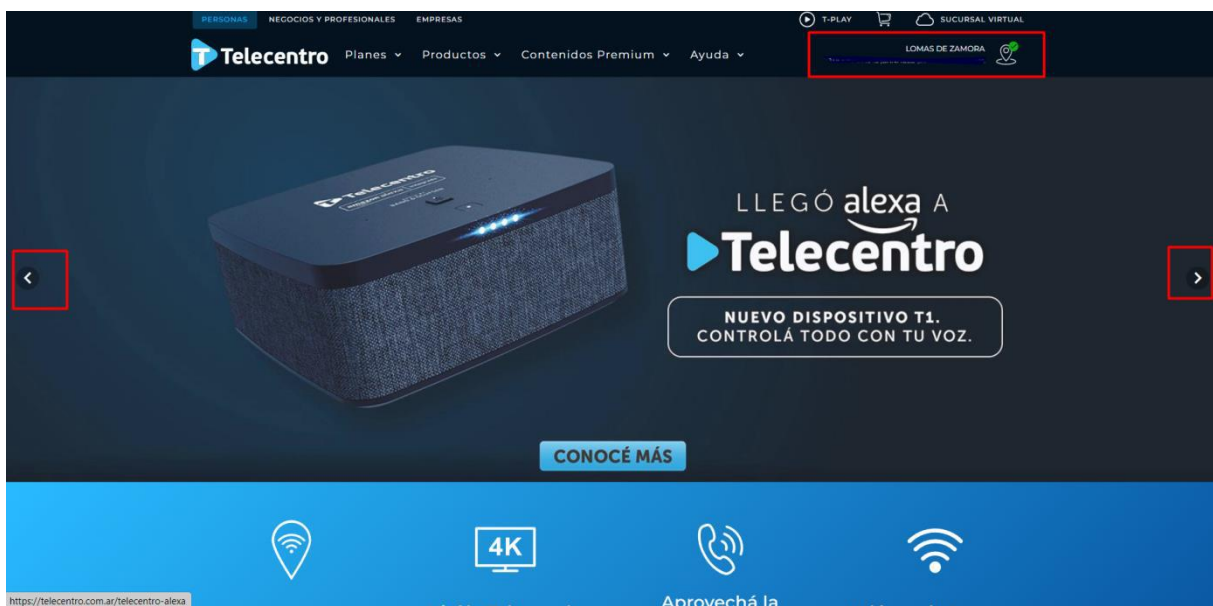 PERSONAS NEGOCIOS Y PROFESIONALES EMPRESAS T-PLAY SUCURSAL VIRTUAL
Telecentro Planes Productos Contenidos Premium Ayuda LOMAS DE ZAMORA
Telecentro
LLEGÓ alexa A
Telecentro
NUEVO DISPOSITIVO T1.
CONTROLÁ TODO CON TU VOZ.
CONOCÉ MÁS
4K
Aprovechá la
https://telecentro.com.ar/telecentro-alexa